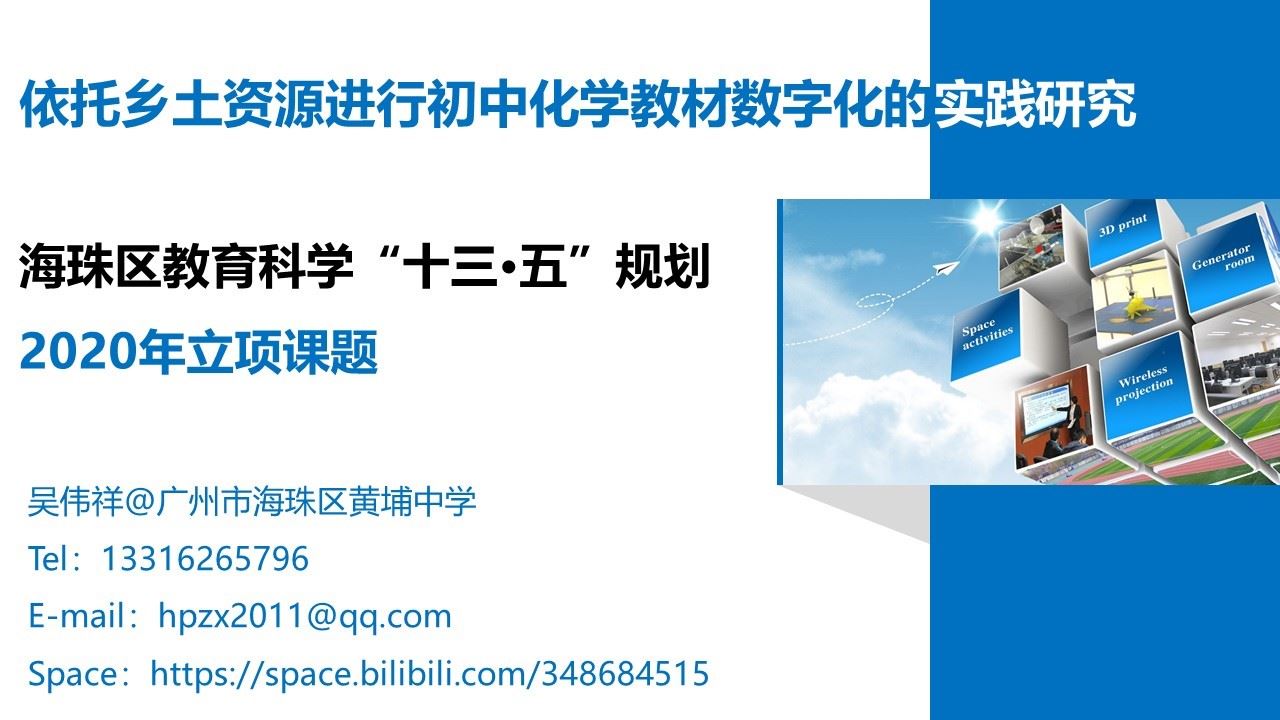 依托乡土资源进行初中化学教材数字化的实践研究
海珠区教育科学“十三·五”规划
2020年立项课题
3D print
Generator
room
Space
activities
Wireless
projection
吴伟祥@广州市海珠区黄埔中学
Tel：13316265796
E-mail：hpzx2011@qq.com
Space：https://space.bilibili.com/348684515